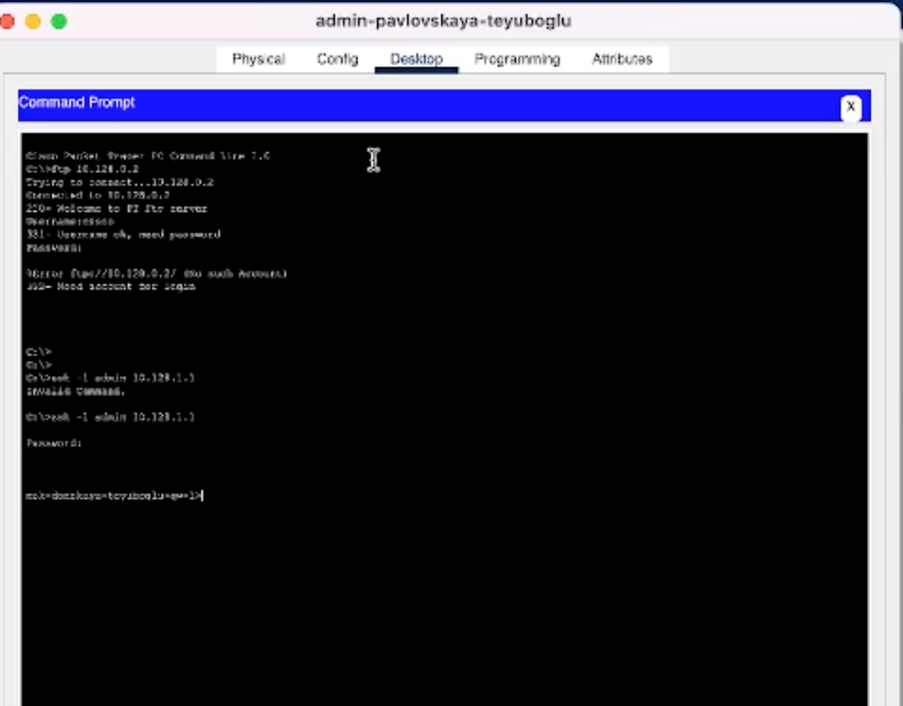 admin-pavlovskaya-teyuboglu
Physical
Config
Desktop
Programming
Attributes
Command Prompt
X
Cisco Packet Tracer PC Command Line 1.0
C:\>ftp 10.128.0.2
Trying to connect...10.128.0.2
Connected to 10.128.0.2
220- Welcome to PT Ftp server
Username:cisco
331- Username ok, need password
Password:
%Error ftp://10.128.0.2/ (No such Account)
332- Need account for login
C:\>
C:\>
-l admin 10.128.1.1
Invalid Command.
C:\>ssh -l admin 10.128.1.1
Password:
msk-donskaya-teyuboglu-gw-1>